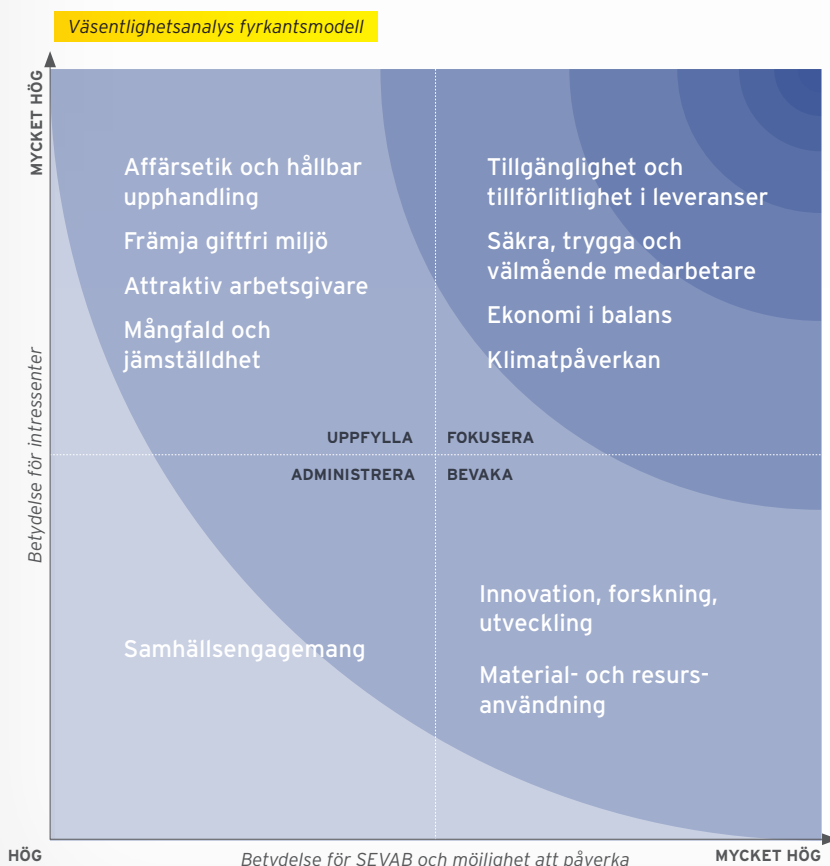 Väsentlighetsanalys fyrkantsmodell
MYCKET HÖG
Betydelse för intressenter
Affärsetik och hållbar
upphandling
Främja giftfri miljö
Attraktiv arbetsgivare
Mångfald och
jämställdhet
Tillgänglighet och
tillförlitlighet i leveranser
Säkra, trygga och
välmående medarbetare
Ekonomi i balans
Klimatpåverkan
UPPFYLLA
FOKUSERA
ADMINISTRERA
BEVAKA
Samhällsengagemang
Innovation, forskning,
utveckling
Material- och resurs-
användning
HÖG
Betydelse för SEVAB och möjlighet att påverka
MYCKET HÖG